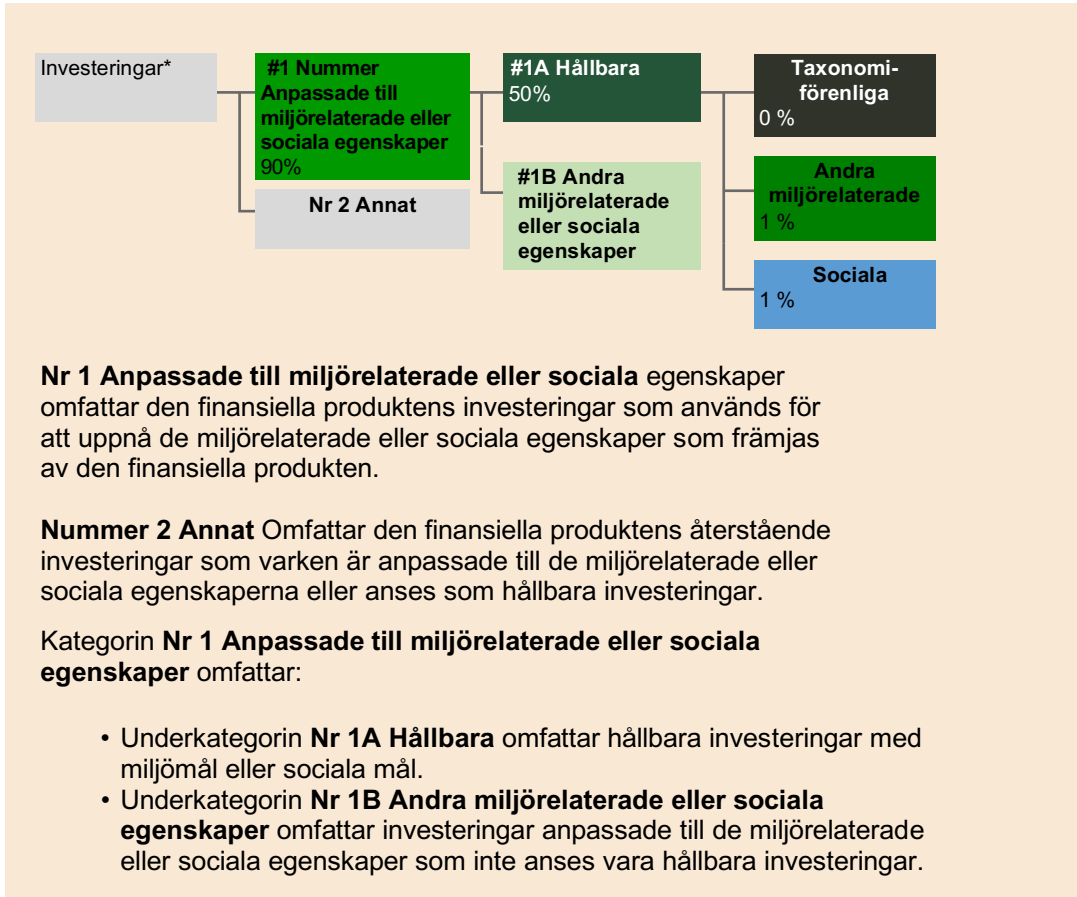 Investeringar*
#1 Nummer
Anpassade till
miljörelaterade eller
sociala egenskaper
90%
Nr 2 Annat
#1A Hållbara
50%
#1B Andra
miljörelaterade
eller sociala
egenskaper
Taxonomi-
förenliga
0 %
Andra
miljörelaterade
1 %
Sociala
1 %
Nr 1 Anpassade till miljörelaterade eller sociala egenskaper
omfattar den finansiella produktens investeringar som används för
att uppnå de miljörelaterade eller sociala egenskaper som främjas
av den finansiella produkten.
Nummer 2 Annat Omfattar den finansiella produktens återstående
investeringar som varken är anpassade till de miljörelaterade eller
sociala egenskaperna eller anses som hållbara investeringar.
Kategorin Nr 1 Anpassade till miljörelaterade eller sociala
egenskaper omfattar:
• Underkategorin Nr 1A Hållbara omfattar hållbara investeringar med
miljömål eller sociala mål.
• Underkategorin Nr 1B Andra miljörelaterade eller sociala
egenskaper omfattar investeringar anpassade till de miljörelaterade
eller sociala egenskaper som inte anses vara hållbara investeringar.